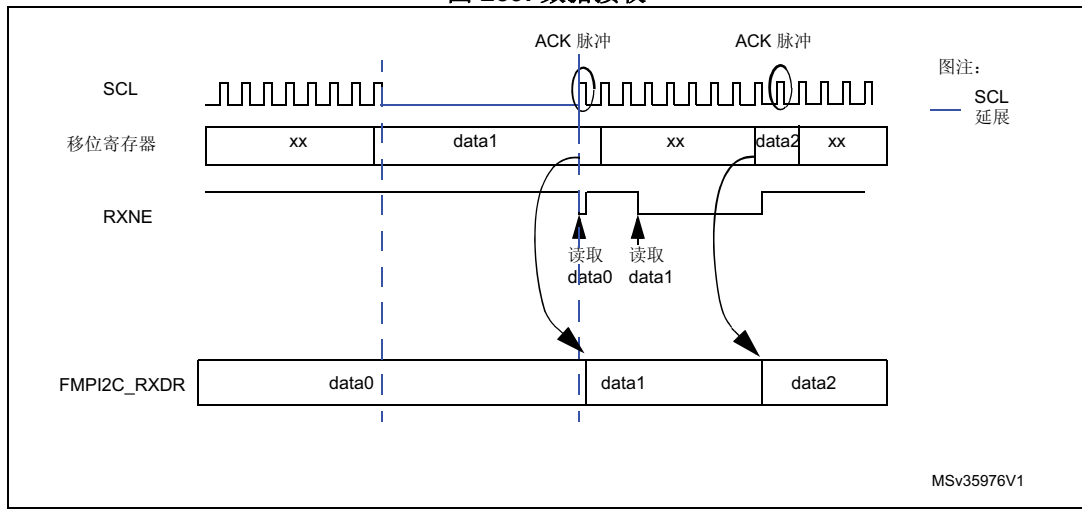 ACK 脉冲
ACK 脉冲
图注：
SCL
SCL
延展
移位寄存器
xx
data1
xx
data2
xx
RXNE
读取
data0
读取
data1
FMPI2C_RXDR
data0
data1
data2
MSv35976V1